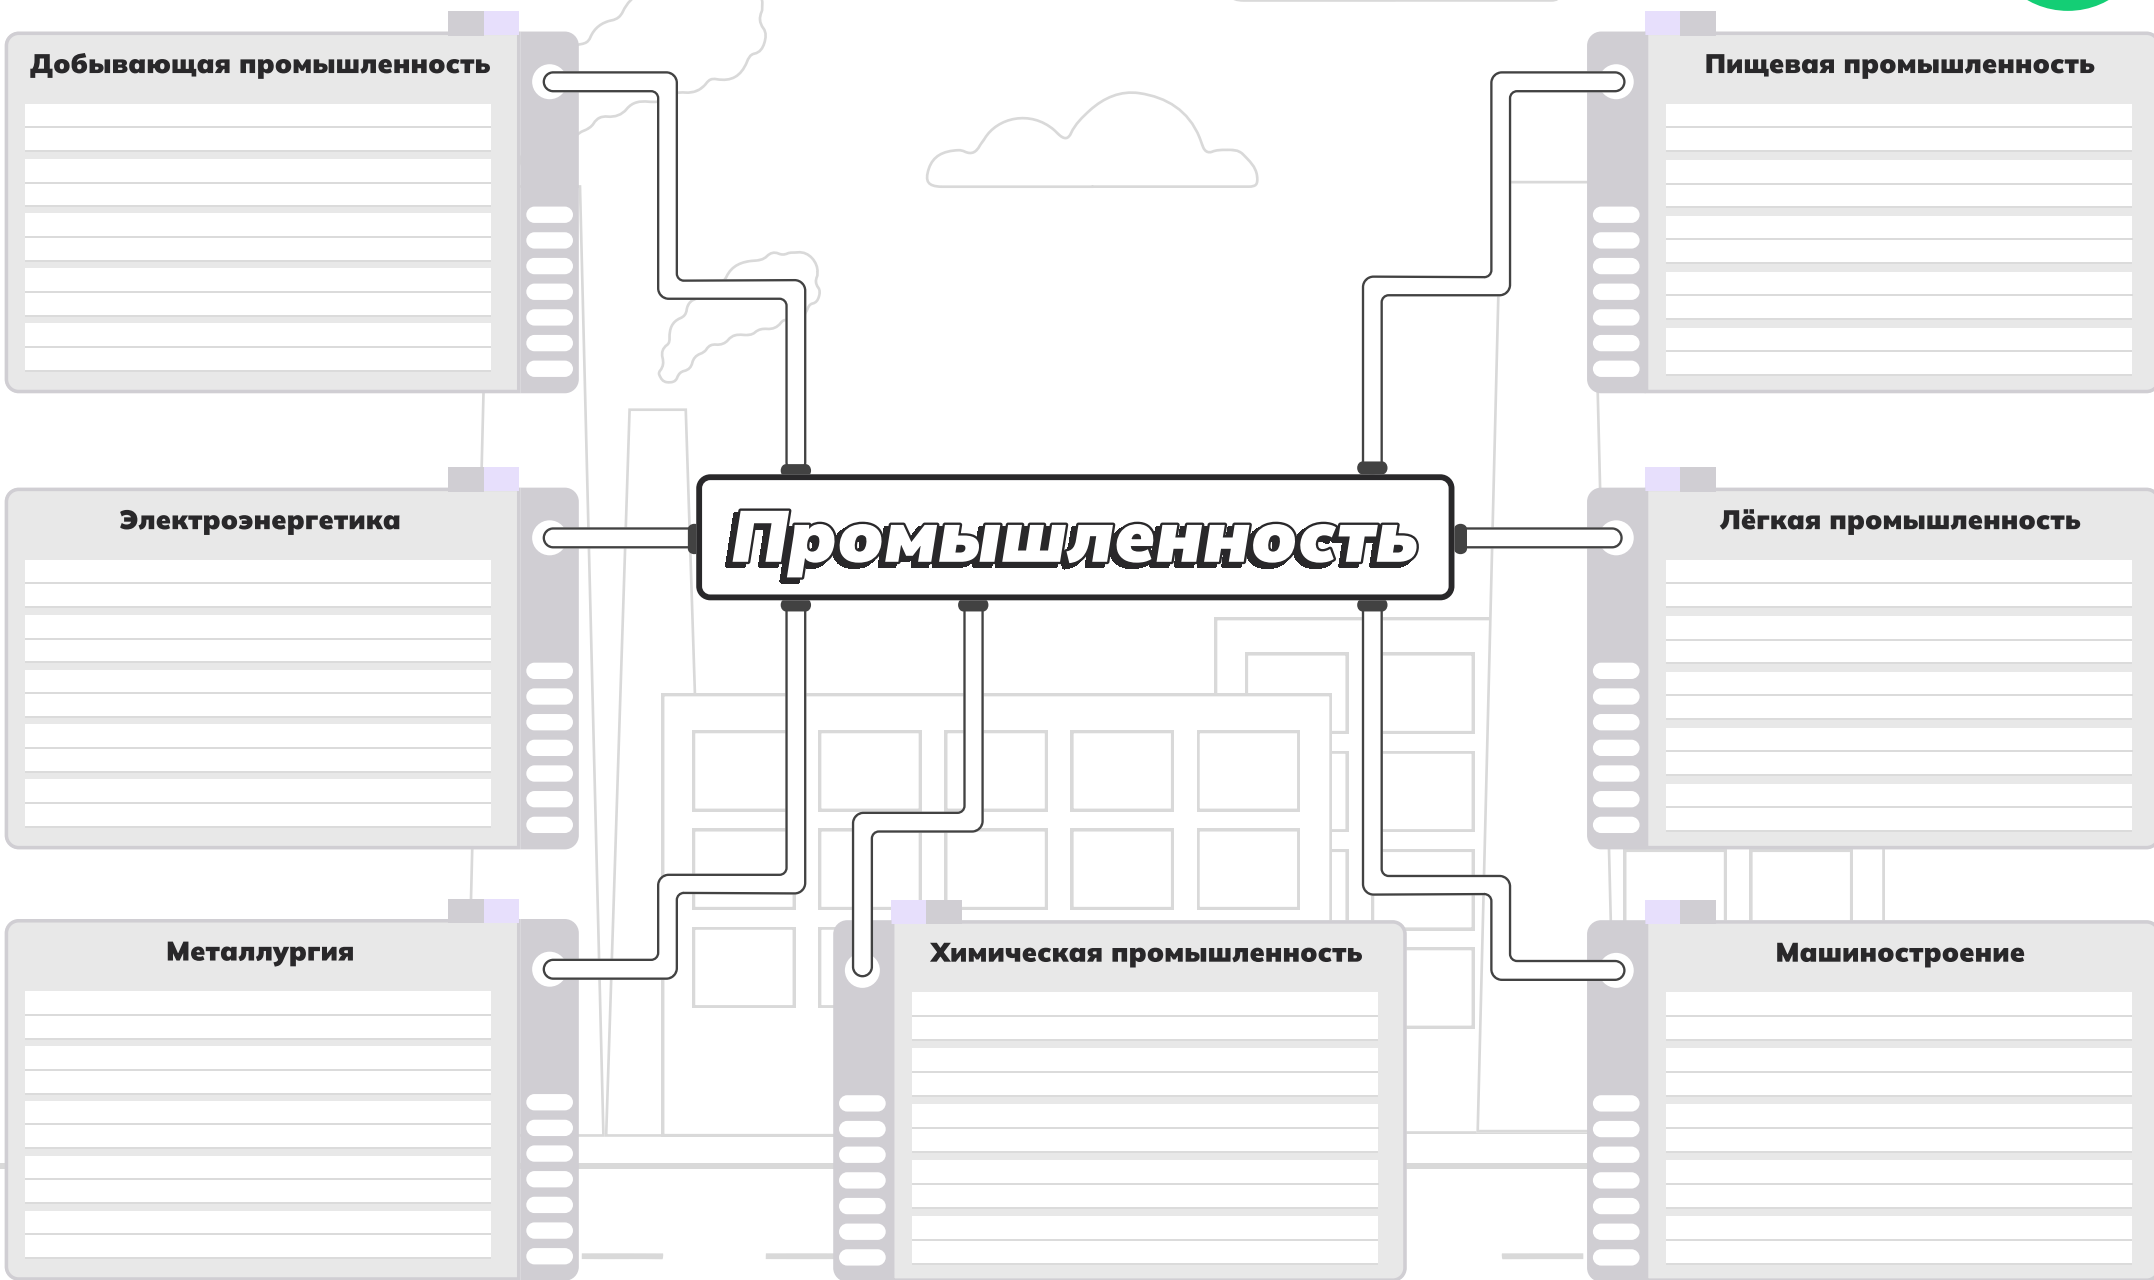 Добывающая промышленность
Пищевая промышленность
Электроэнергетика
Промышленность
Лёгкая промышленность
Металлургия
Химическая промышленность
Машиностроение